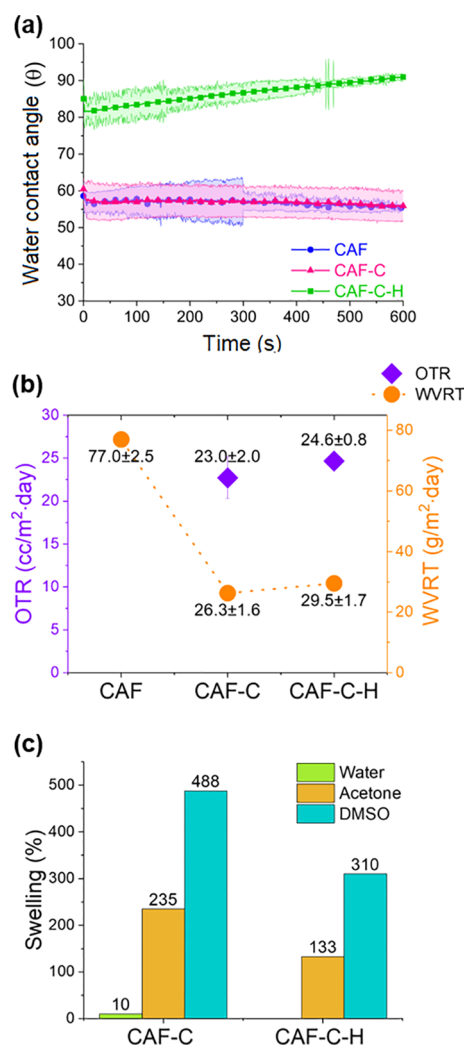 (a)
Water contact angle (θ)
100
90
80
70
60
50
40
30
0 200 400 600
Time (s)
CAF
CAF-C
CAF-C-H
(b)
OTR
WVRT
OTR (cc/m²·day)
30
25
20
15
10
5
0
77.0±2.5
23.0±2.0
24.6±0.8
26.3±1.6
29.5±1.7
80
60
40
20
0
WVRT (g/m²·day)
CAF CAF-C CAF-C-H
(c)
Swelling (%)
500
400
300
200
100
0
Water
Acetone
DMSO
10
235
488
133
310
CAF-C CAF-C-H